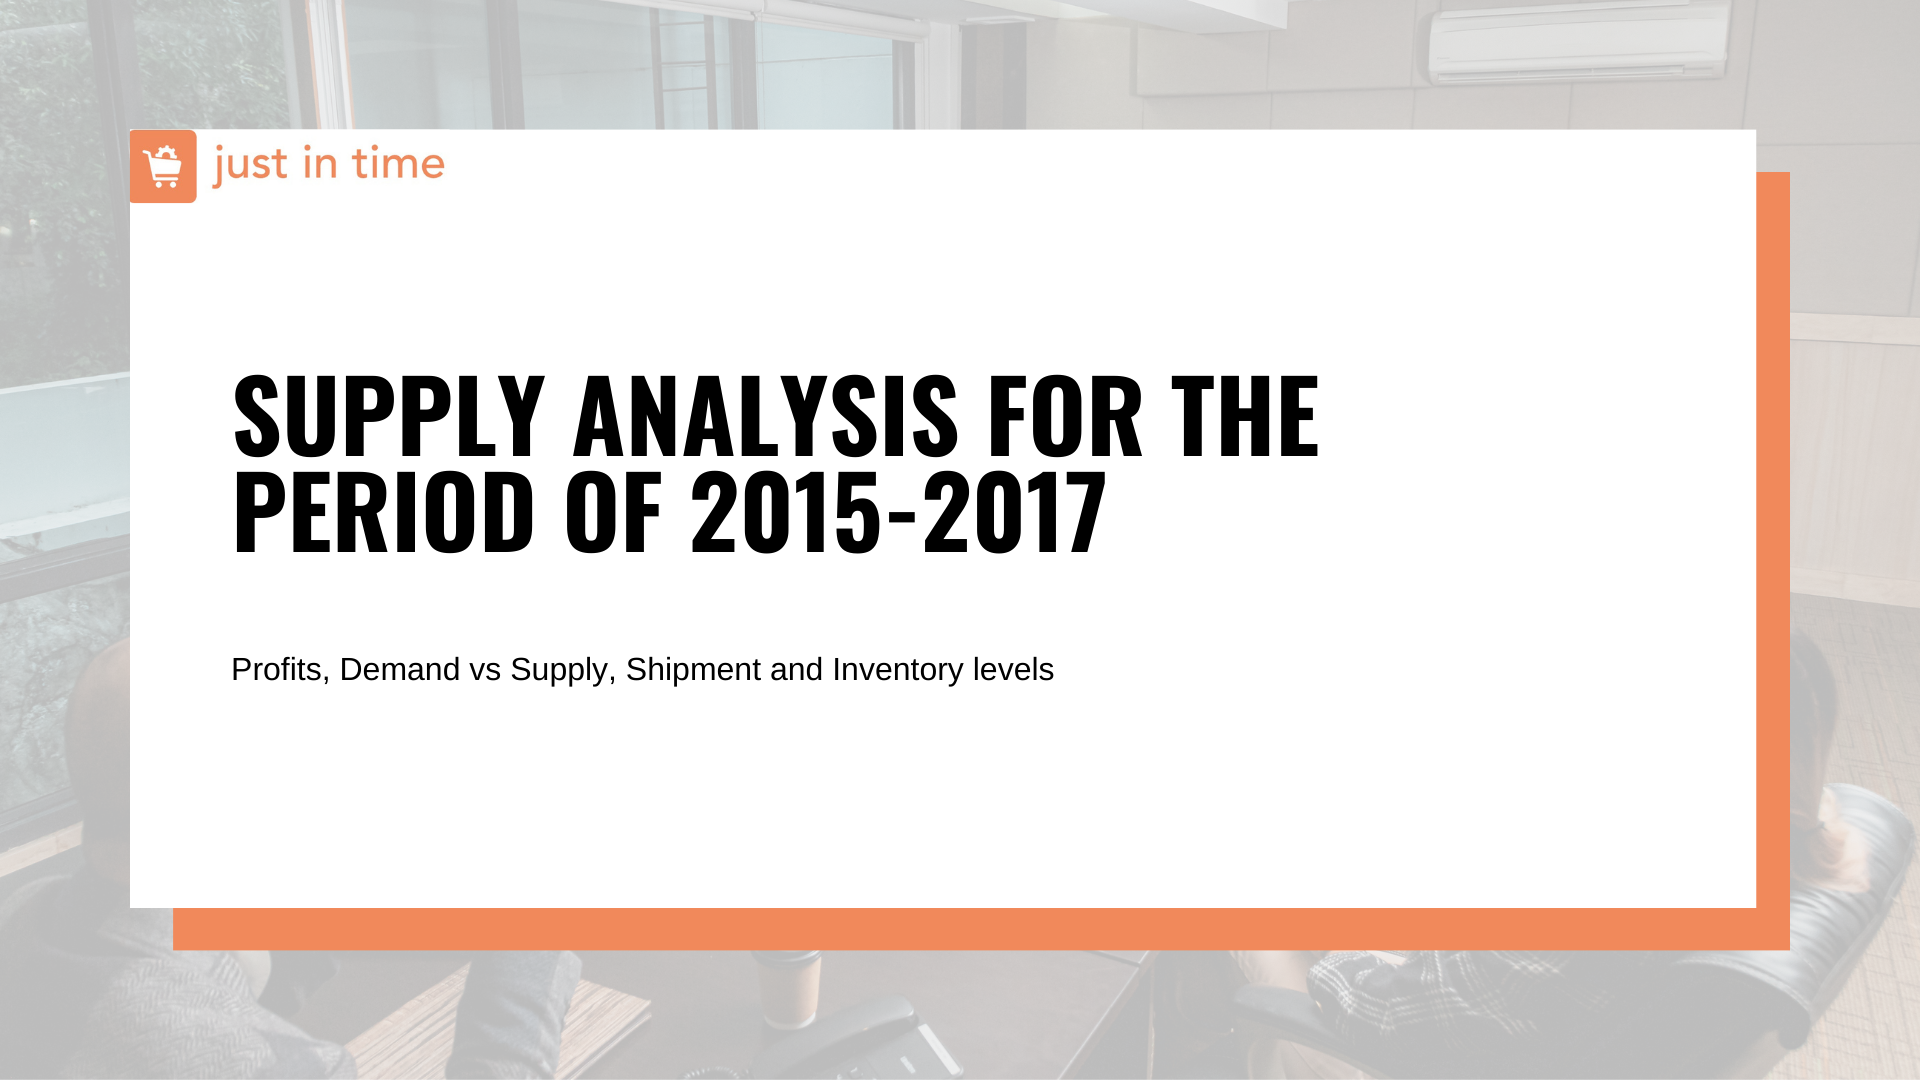 just in time
SUPPLY ANALYSIS FOR THE
PERIOD OF 2015-2017
Profits, Demand vs Supply, Shipment and Inventory levels